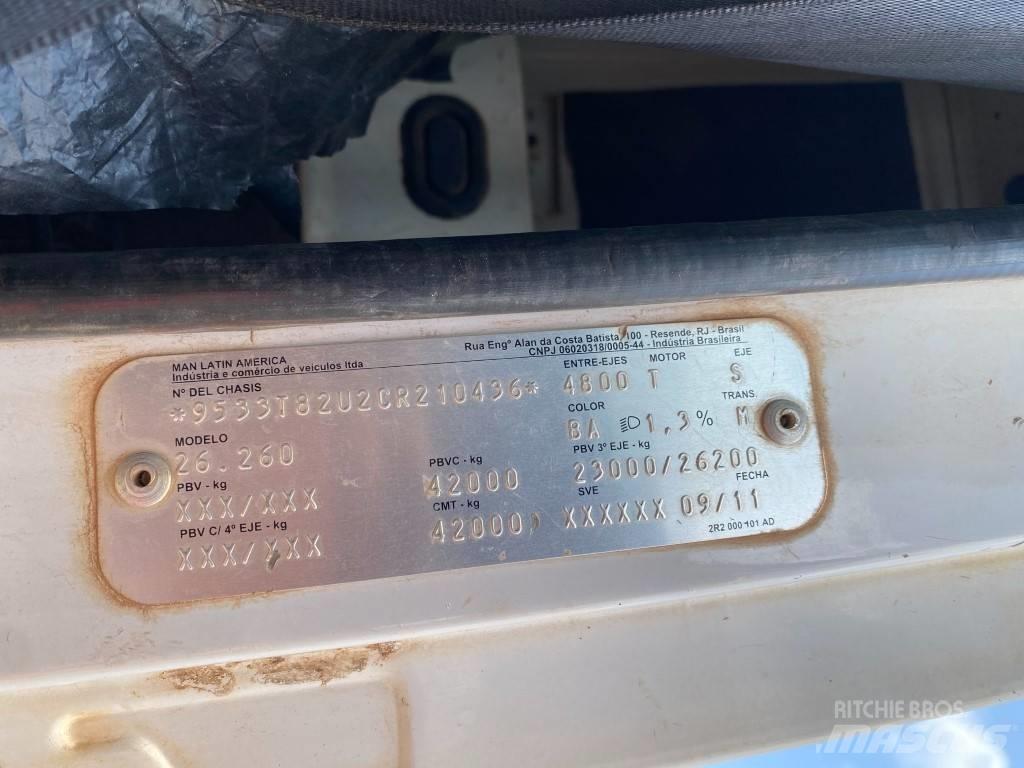 MAN LATIN AMERICA
Indústria e comércio de veículos ltda
Rua Engº Alan da Costa Batista, 100 - Resende, RJ - Brasil
CNPJ 06020318/0005-44 - Indústria Brasileira
Nº DEL CHASIS
ENTRE-EJES MOTOR EJE
*9533T82U2CR210436* 4800 T S
MODELO COLOR TRANS.
26.260 BA 1,3% M
PBV - kg PBVC - kg PBV 3º EJE - kg
XXX/XXX 42000 23000/26200
PBV C/ 4º EJE - kg CMT - kg SVE FECHA
XXX/XXX 42000 XXXXXX 09/11
2R2 000 101 AD
RITCHIE BROS
MASCUS